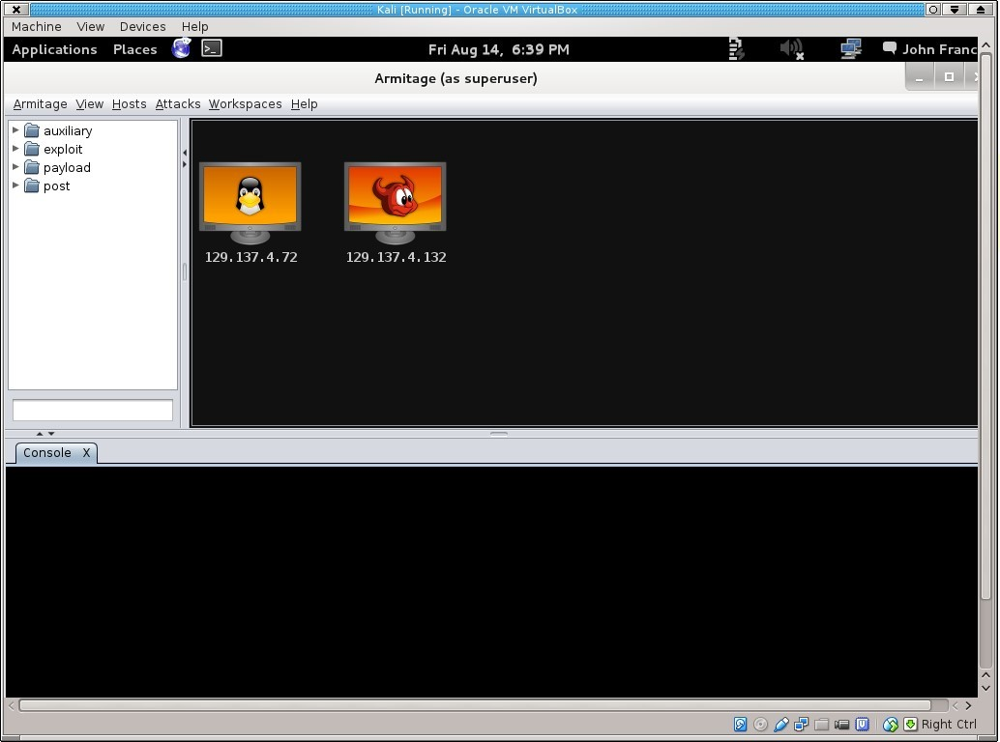 Kali [Running] - Oracle VM VirtualBox
Machine View Devices Help
Applications Places Fri Aug 14, 6:39 PM John Franc
Armitage (as superuser)
Armitage View Hosts Attacks Workspaces Help
auxiliary
exploit
payload
post
129.137.4.72 129.137.4.132
Console X
Right Ctrl